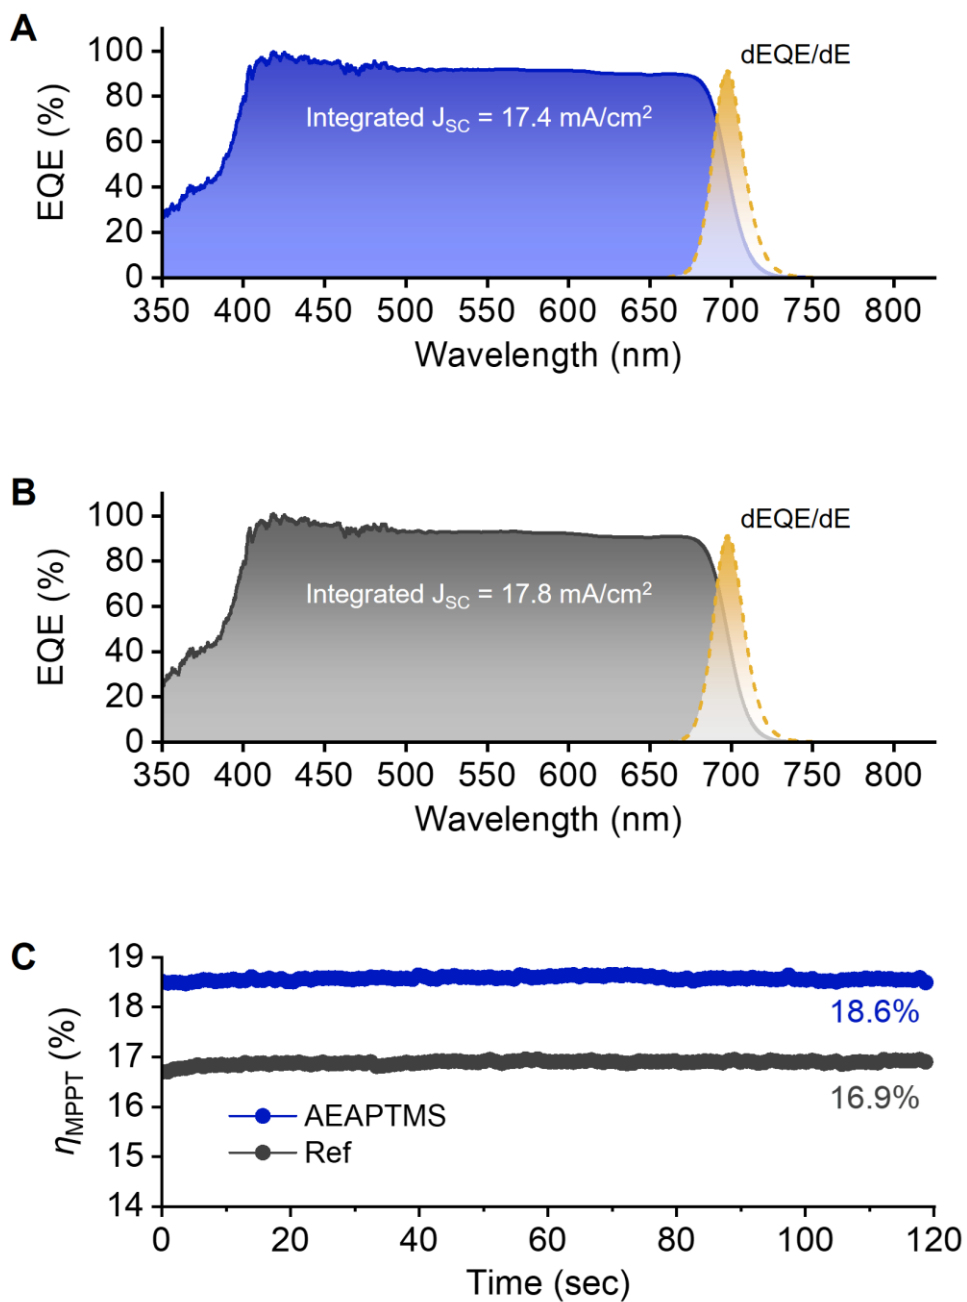 A
dEQE/dE
EQE (%)
100
80
60
40
20
0
Integrated J_SC = 17.4 mA/cm²
350 400 450 500 550 600 650 700 750 800
Wavelength (nm)
B
dEQE/dE
EQE (%)
100
80
60
40
20
0
Integrated J_SC = 17.8 mA/cm²
350 400 450 500 550 600 650 700 750 800
Wavelength (nm)
C
η_MPPT (%)
19
18
17
16
15
14
18.6%
16.9%
AEAPTMS
Ref
0 20 40 60 80 100 120
Time (sec)